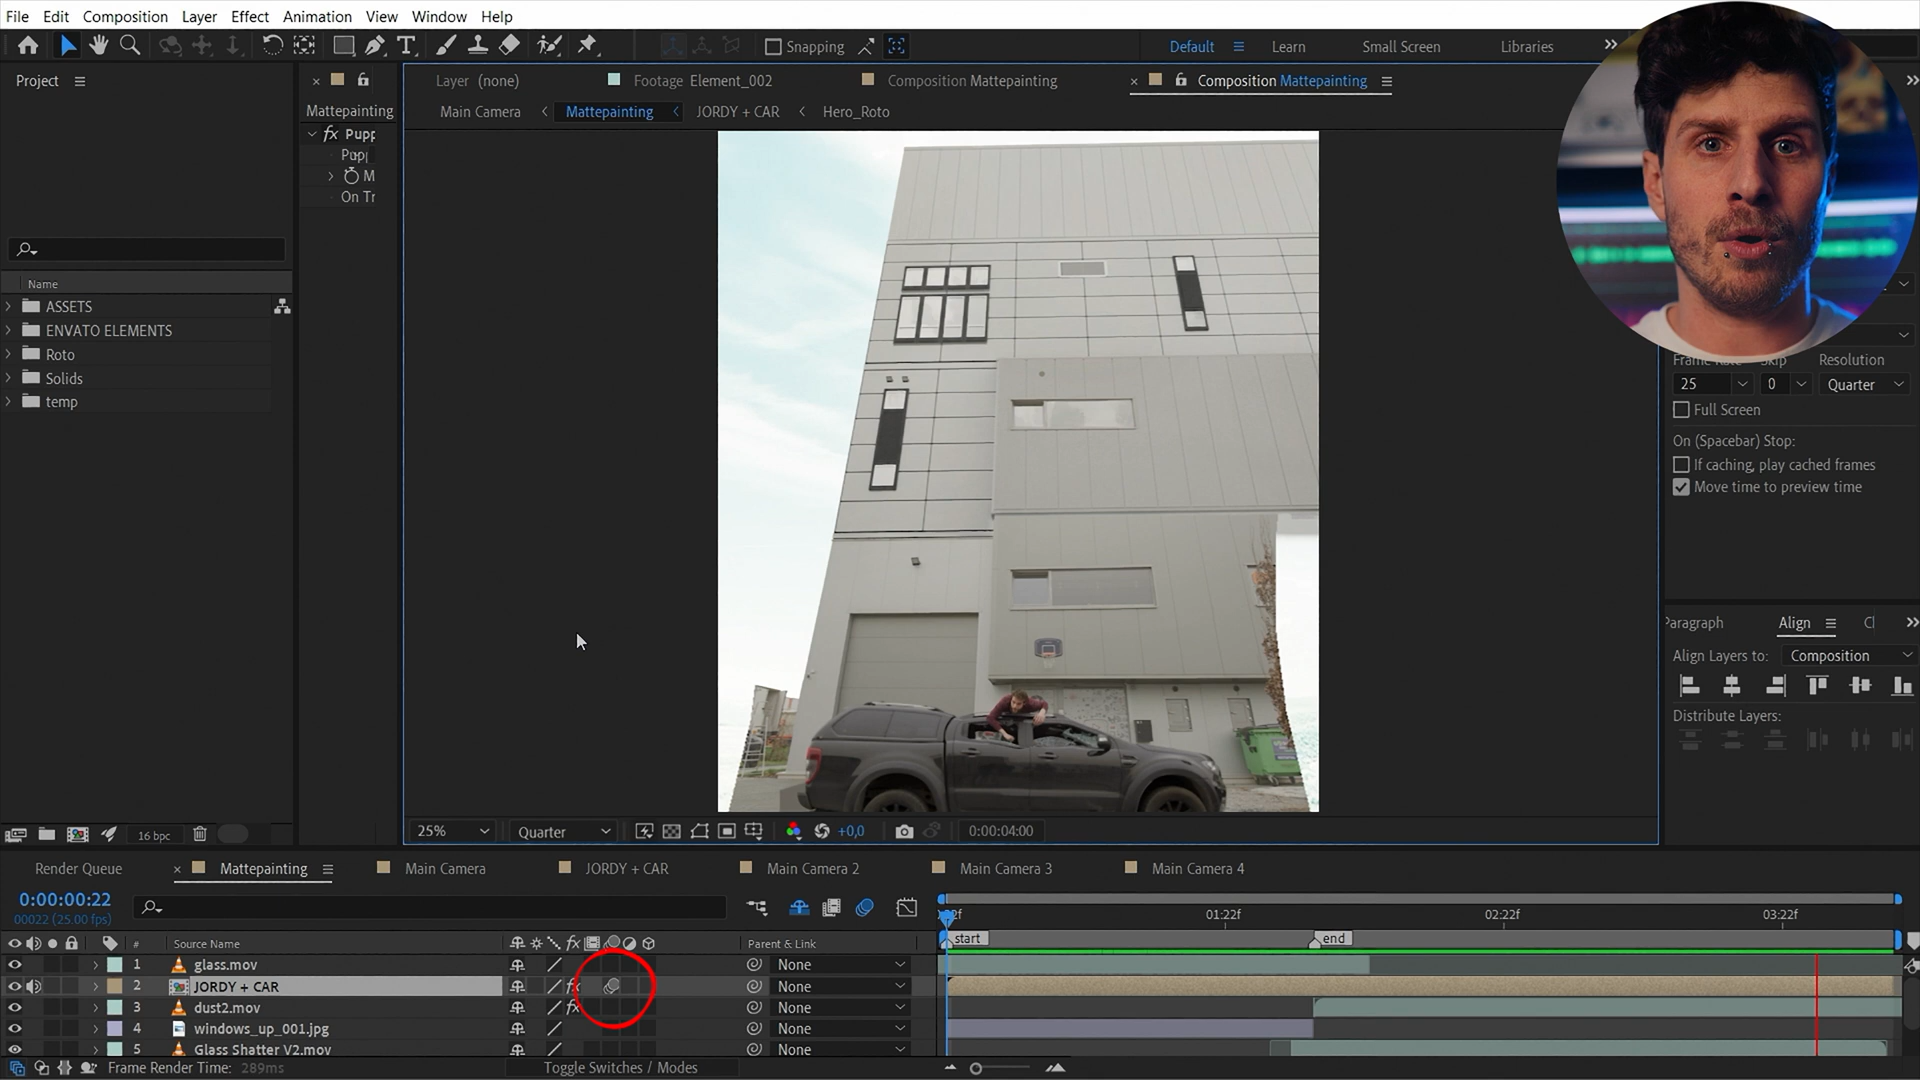 File Edit Composition Layer Effect Animation View Window Help
Snapping Default Learn Small Screen Libraries
Project
Layer (none) Footage Element_002 Composition Mattepainting Composition Mattepainting
Mattepainting Main Camera Mattepainting JORDY + CAR Hero_Roto
fx Pupp
Pup
M
On Tr
Name
ASSETS
ENVATO ELEMENTS
Roto
Solids
temp
Resolution
25 0 Quarter
Full Screen
On (Spacebar) Stop:
If caching, play cached frames
Move time to preview time
Paragraph Align
Align Layers to: Composition
Distribute Layers:
16 bpc 25% Quarter +0,0 0:00:04:00
Render Queue Mattepainting Main Camera JORDY + CAR Main Camera 2 Main Camera 3 Main Camera 4
0:00:00:22
00022 (25.00 fps)
01:22f 02:22f 03:22f
start end
# Source Name fx Parent & Link
1 glass.mov None
2 JORDY + CAR None
3 dust2.mov fx None
4 windows_up_001.jpg None
5 Glass Shatter V2.mov None
Frame Render Time: 289ms Toggle Switches / Modes